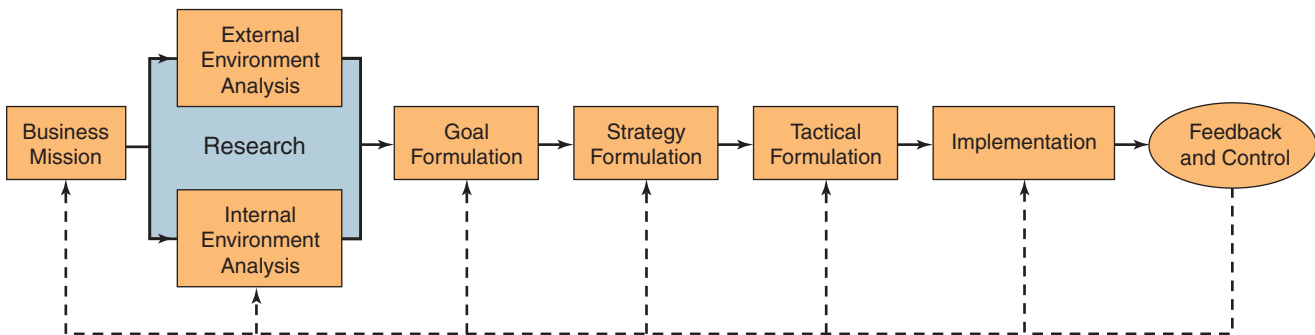 Business
Mission
External
Environment
Analysis
Research
Internal
Environment
Analysis
Goal
Formulation
Strategy
Formulation
Tactical
Formulation
Implementation
Feedback
and Control